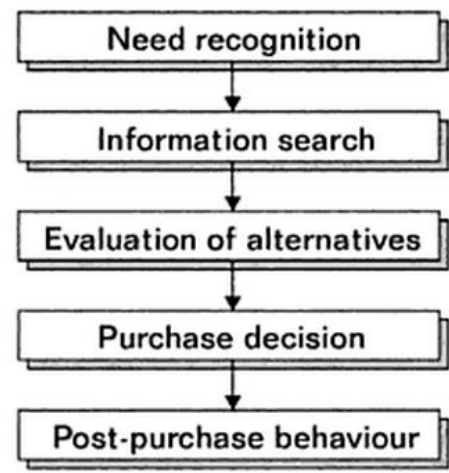 Need recognition
Information search
Evaluation of alternatives
Purchase decision
Post-purchase behaviour